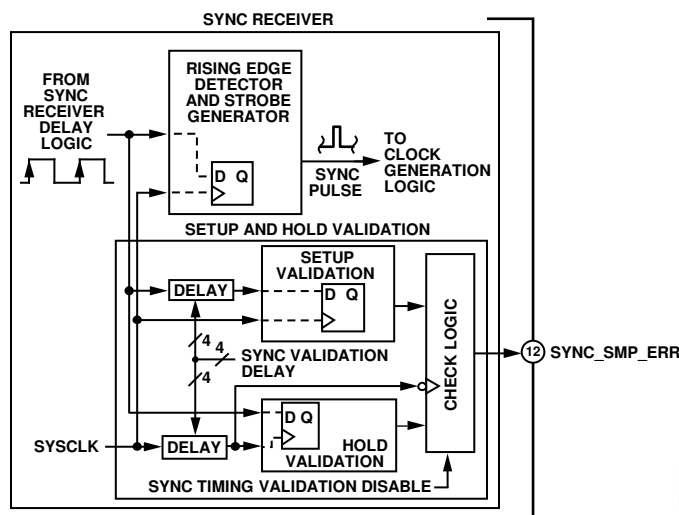 SYNC RECEIVER
FROM
SYNC
RECEIVER
DELAY
LOGIC
RISING EDGE
DETECTOR
AND STROBE
GENERATOR
D Q
SYNC
PULSE
TO
CLOCK
GENERATION
LOGIC
SETUP AND HOLD VALIDATION
DELAY
SETUP
VALIDATION
D Q
4
4
4
SYNC VALIDATION
DELAY
CHECK LOGIC
12 SYNC_SMP_ERR
SYSCLK
DELAY
D Q
HOLD
VALIDATION
SYNC TIMING VALIDATION DISABLE